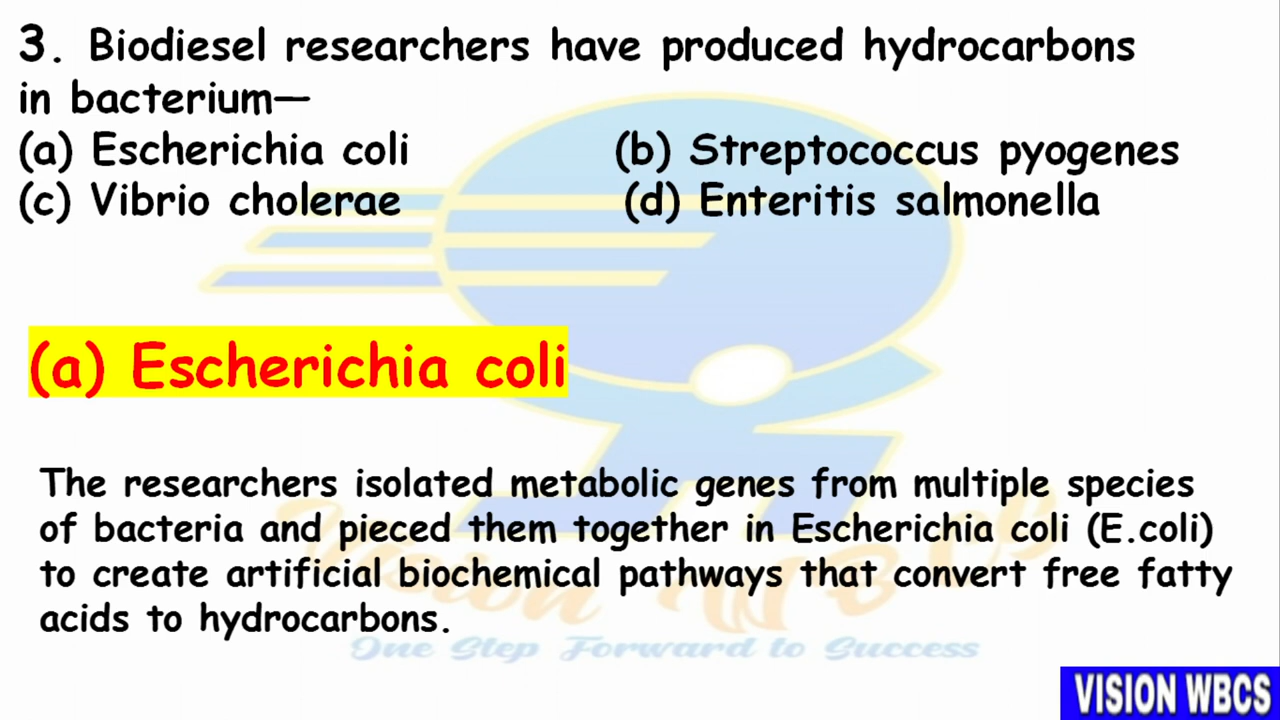 3. Biodiesel researchers have produced hydrocarbons
in bacterium—
(a) Escherichia coli (b) Streptococcus pyogenes
(c) Vibrio cholerae (d) Enteritis salmonella
(a) Escherichia coli
The researchers isolated metabolic genes from multiple species
of bacteria and pieced them together in Escherichia coli (E.coli)
to create artificial biochemical pathways that convert free fatty
acids to hydrocarbons.
Vision WBCS
One Step Forward to Success
VISION WBCS